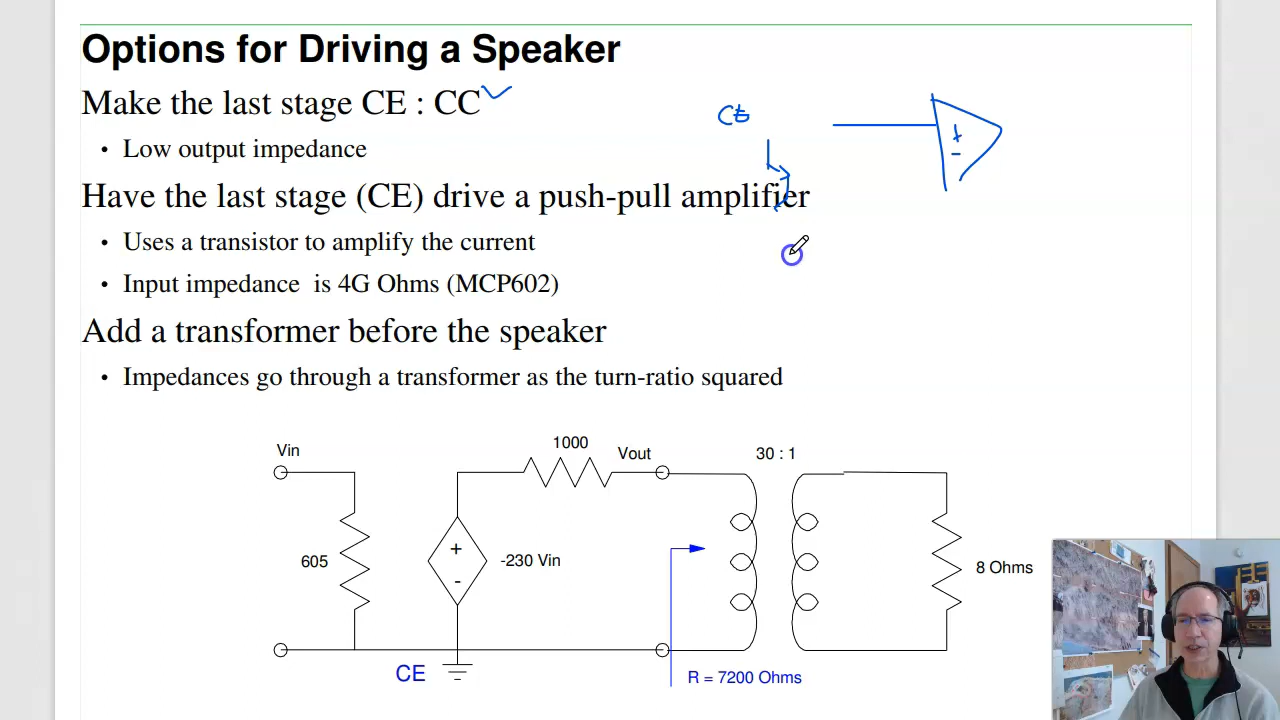 Options for Driving a Speaker
Make the last stage CE : CC
CE
+
-
• Low output impedance
Have the last stage (CE) drive a push-pull amplifier
• Uses a transistor to amplify the current
• Input impedance is 4G Ohms (MCP602)
Add a transformer before the speaker
• Impedances go through a transformer as the turn-ratio squared
Vin
1000
Vout
30 : 1
605
+
-
-230 Vin
8 Ohms
CE
R = 7200 Ohms